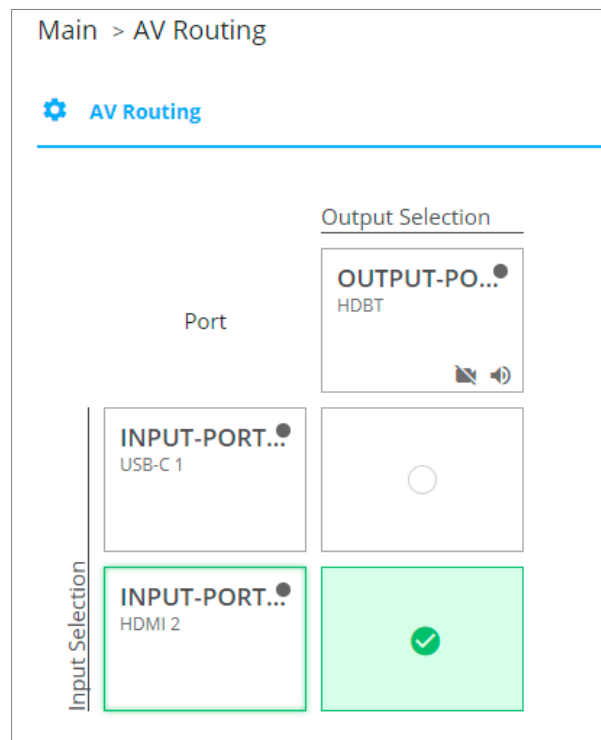 Main > AV Routing
AV Routing
Output Selection
Port
OUTPUT-PO...
HDBT
INPUT-PORT...
USB-C 1
Input Selection
INPUT-PORT...
HDMI 2